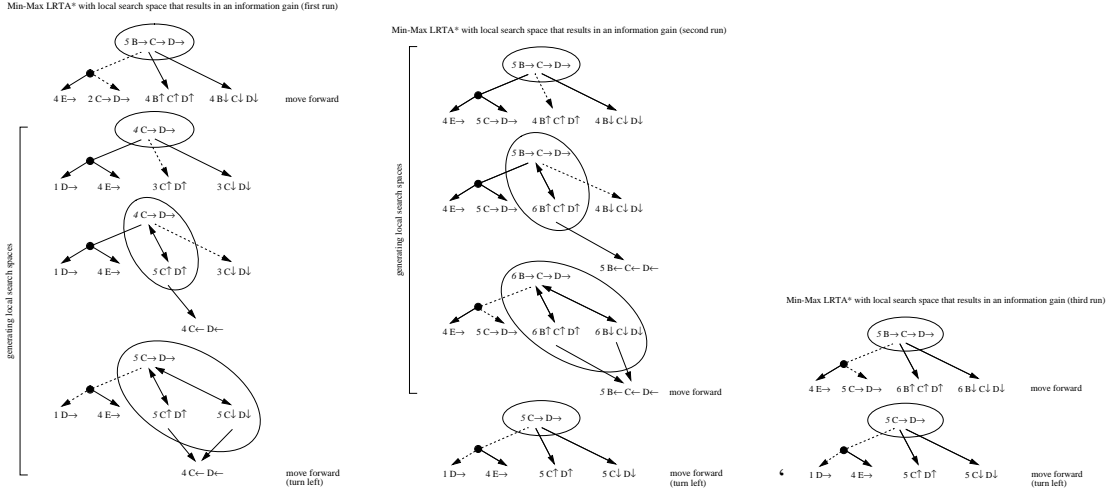 Min-Max LRTA* with local search space that results in an information gain (first run)
5 B→ C→ D→
4 E→ 2 C→ D→ 4 B↑ C↑ D↑ 4 B↓ C↓ D↓ move forward
generating local search spaces
4 C→ D→
1 D→ 4 E→ 3 C↑ D↑ 3 C↓ D↓
4 C→ D→
1 D→ 4 E→ 5 C↑ D↑ 3 C↓ D↓
4 C← D←
5 C→ D→
1 D→ 4 E→ 5 C↑ D↑ 5 C↓ D↓
4 C← D← move forward
(turn left)
Min-Max LRTA* with local search space that results in an information gain (second run)
generating local search spaces
5 B→ C→ D→
4 E→ 5 C→ D→ 4 B↑ C↑ D↑ 4 B↓ C↓ D↓
5 B→ C→ D→
4 E→ 5 C→ D→ 6 B↑ C↑ D↑ 4 B↓ C↓ D↓
5 B← C← D←
6 B→ C→ D→
4 E→ 5 C→ D→ 6 B↑ C↑ D↑ 6 B↓ C↓ D↓
5 B← C← D← move forward
5 C→ D→
1 D→ 4 E→ 5 C↑ D↑ 5 C↓ D↓ move forward
(turn left)
Min-Max LRTA* with local search space that results in an information gain (third run)
5 B→ C→ D→
4 E→ 5 C→ D→ 6 B↑ C↑ D↑ 6 B↓ C↓ D↓ move forward
5 C→ D→
‘ 1 D→ 4 E→ 5 C↑ D↑ 5 C↓ D↓ move forward
(turn left)